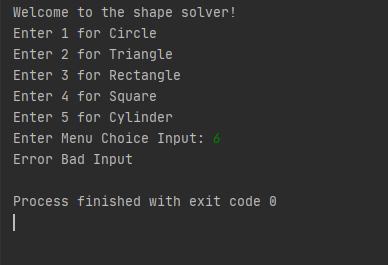 Welcome to the shape solver!
Enter 1 for Circle
Enter 2 for Triangle
Enter 3 for Rectangle
Enter 4 for Square
Enter 5 for Cylinder
Enter Menu Choice Input: 6
Error Bad Input
Process finished with exit code 0